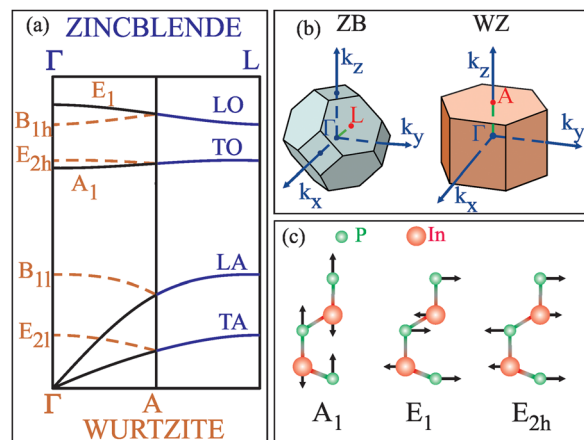 (a)
ZINCBLENDE
Γ L
E1
B1h
LO
E2h
TO
A1
B1l
LA
E2l
TA
Γ A
WURTZITE
(b) ZB WZ
kz
Γ
L
ky
kx
kz
A
Γ
ky
kx
(c) P In
A1 E1 E2h